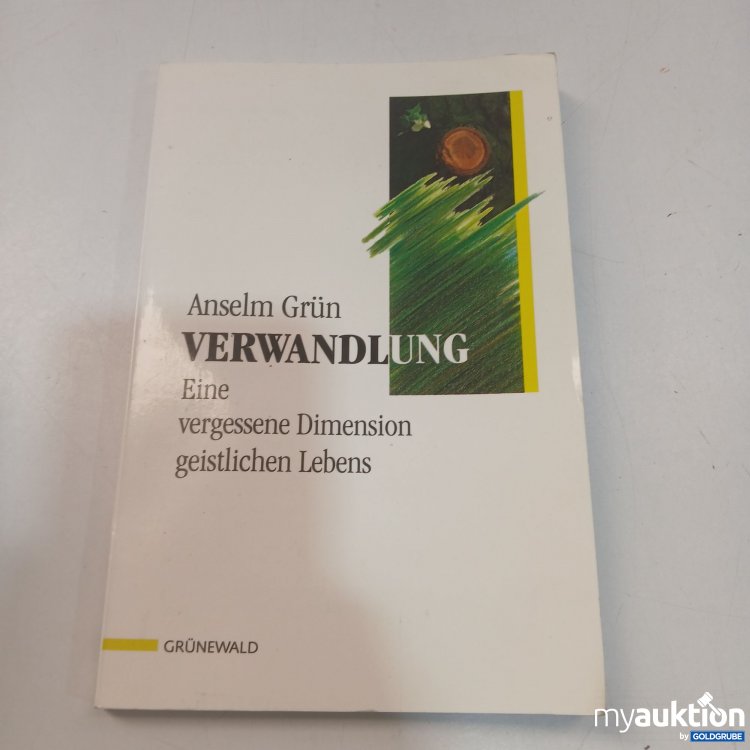 Anselm Grün
VERWANDLUNG
Eine
vergessene Dimension
geistlichen Lebens
GRÜNEWALD
myauktion
by GOLDGRUBE